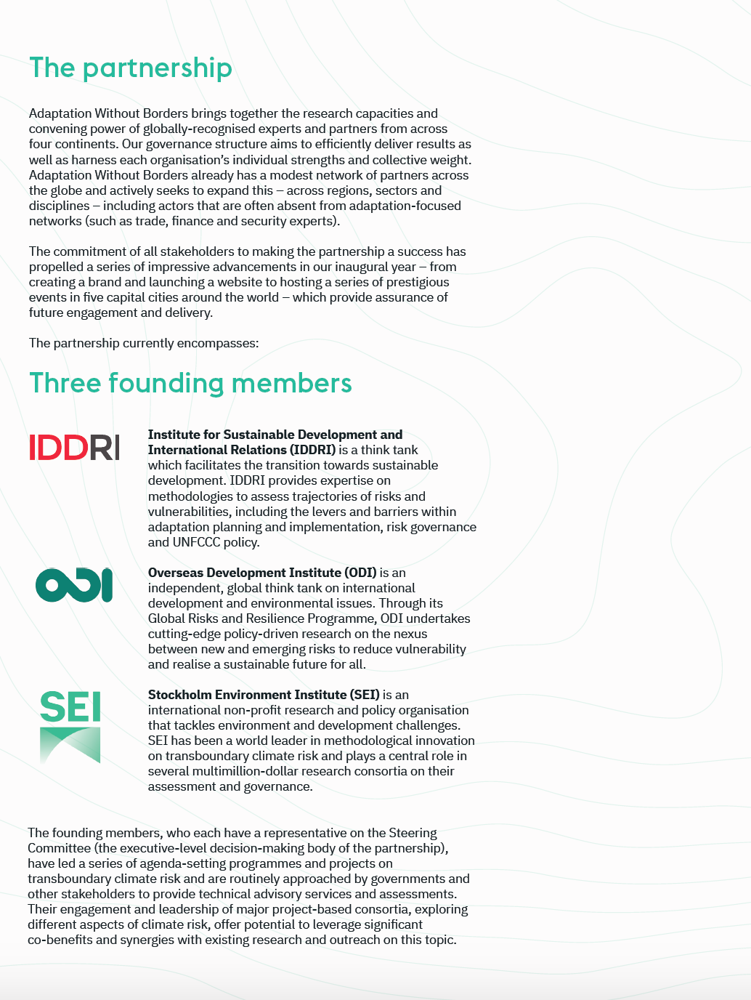 The partnership
Adaptation Without Borders brings together the research capacities and
convening power of globally-recognised experts and partners from across
four continents. Our governance structure aims to efficiently deliver results as
well as harness each organisation's individual strengths and collective weight.
Adaptation Without Borders already has a modest network of partners across
the globe and actively seeks to expand this – across regions, sectors and
disciplines – including actors that are often absent from adaptation-focused
networks (such as trade, finance and security experts).
The commitment of all stakeholders to making the partnership a success has
propelled a series of impressive advancements in our inaugural year – from
creating a brand and launching a website to hosting a series of prestigious
events in five capital cities around the world – which provide assurance of
future engagement and delivery.
The partnership currently encompasses:
Three founding members
IDDRI
Institute for Sustainable Development and
International Relations (IDDRI) is a think tank
which facilitates the transition towards sustainable
development. IDDRI provides expertise on
methodologies to assess trajectories of risks and
vulnerabilities, including the levers and barriers within
adaptation planning and implementation, risk governance
and UNFCCC policy.
ODI
Overseas Development Institute (ODI) is an
independent, global think tank on international
development and environmental issues. Through its
Global Risks and Resilience Programme, ODI undertakes
cutting-edge policy-driven research on the nexus
between new and emerging risks to reduce vulnerability
and realise a sustainable future for all.
SEI
Stockholm Environment Institute (SEI) is an
international non-profit research and policy organisation
that tackles environment and development challenges.
SEI has been a world leader in methodological innovation
on transboundary climate risk and plays a central role in
several multimillion-dollar research consortia on their
assessment and governance.
The founding members, who each have a representative on the Steering
Committee (the executive-level decision-making body of the partnership),
have led a series of agenda-setting programmes and projects on
transboundary climate risk and are routinely approached by governments and
other stakeholders to provide technical advisory services and assessments.
Their engagement and leadership of major project-based consortia, exploring
different aspects of climate risk, offer potential to leverage significant
co-benefits and synergies with existing research and outreach on this topic.